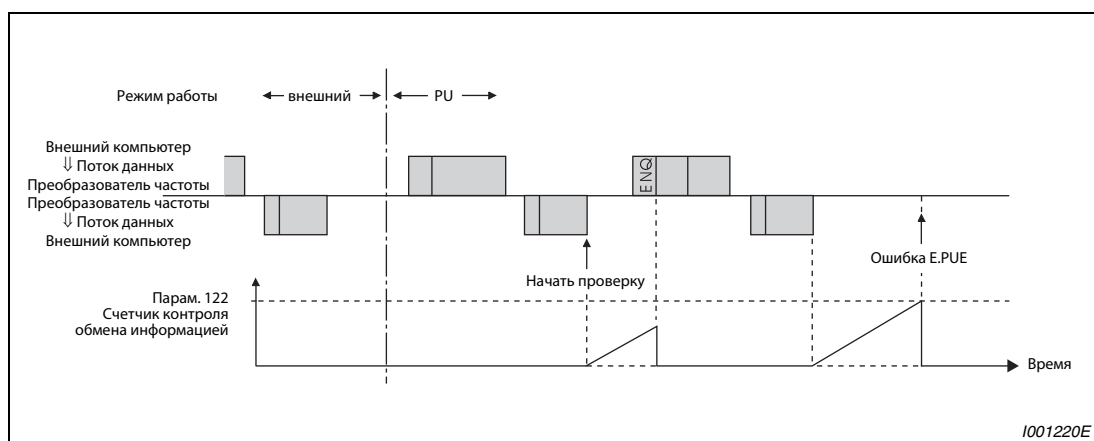 Режим работы
внешний
PU
Внешний компьютер
⇓ Поток данных
Преобразователь частоты
Преобразователь частоты
⇓ Поток данных
Внешний компьютер
ENQ
Начать проверку
Ошибка E.PUE
Парам. 122
Счетчик контроля
обмена информацией
Время
I001220E